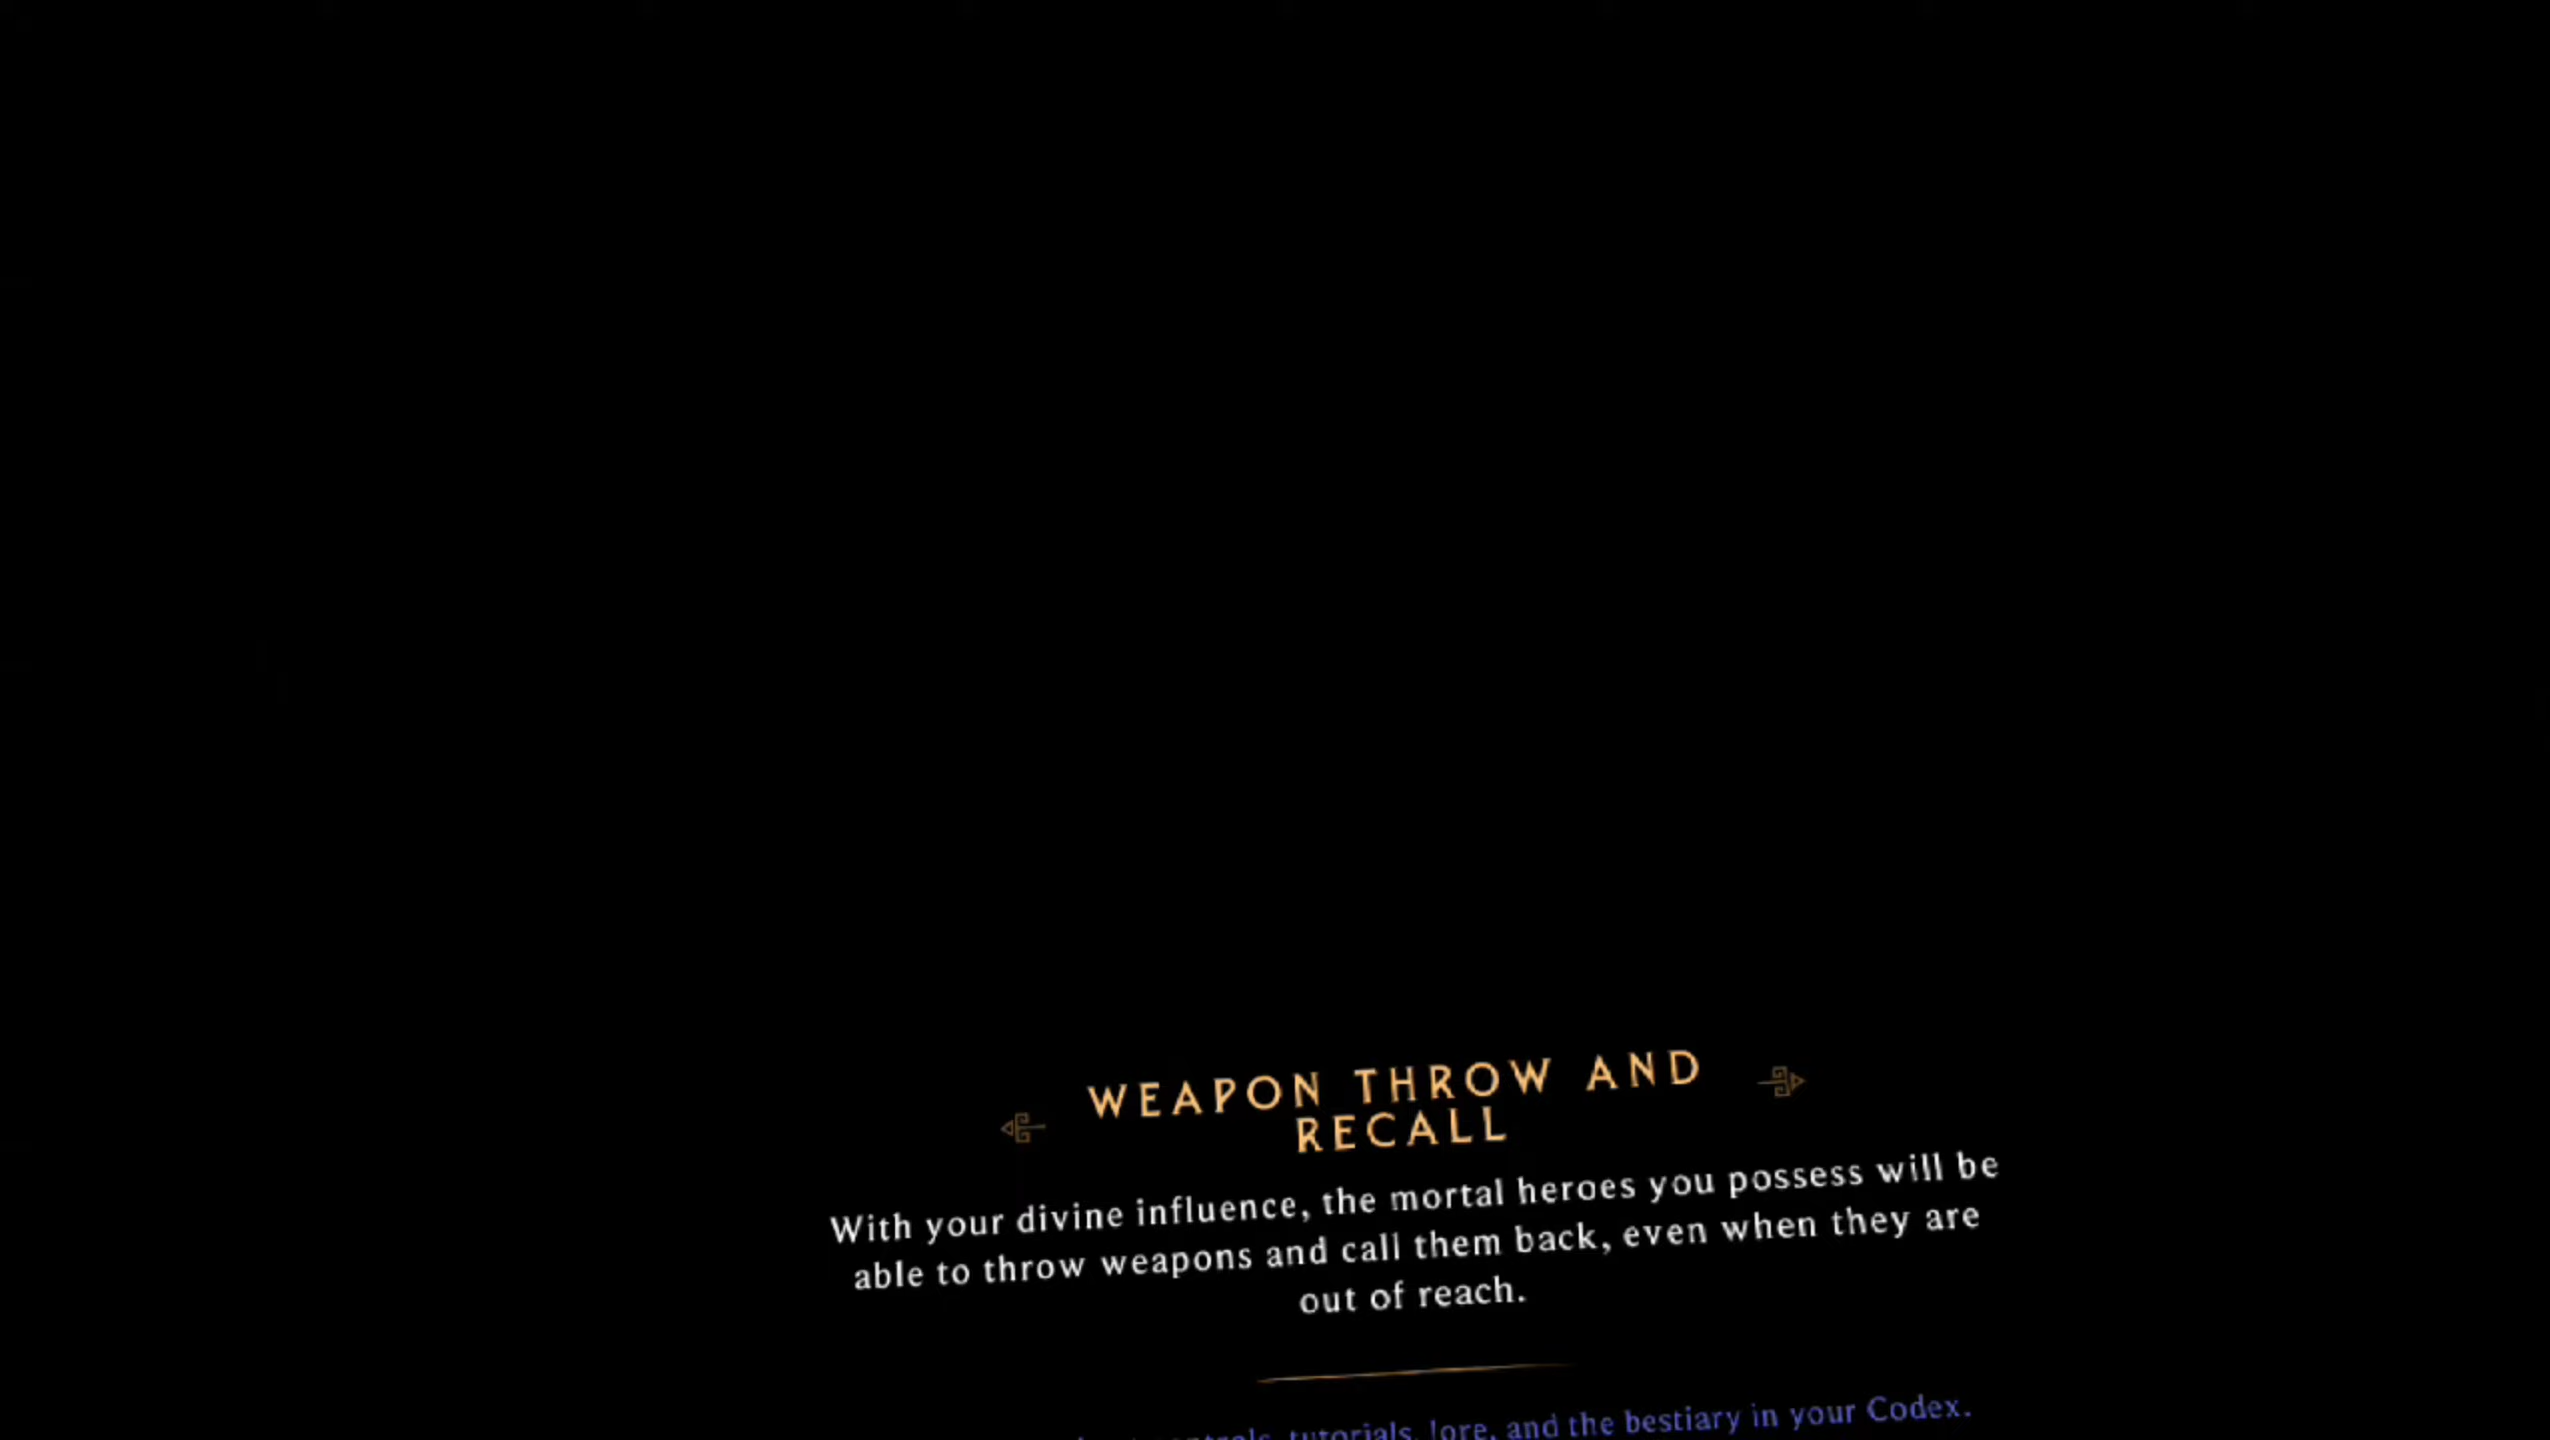 WEAPON THROW AND
RECALL
With your divine influence, the mortal heroes you possess will be
able to throw weapons and call them back, even when they are
out of reach.
tutorials, lore, and the bestiary in your Codex.